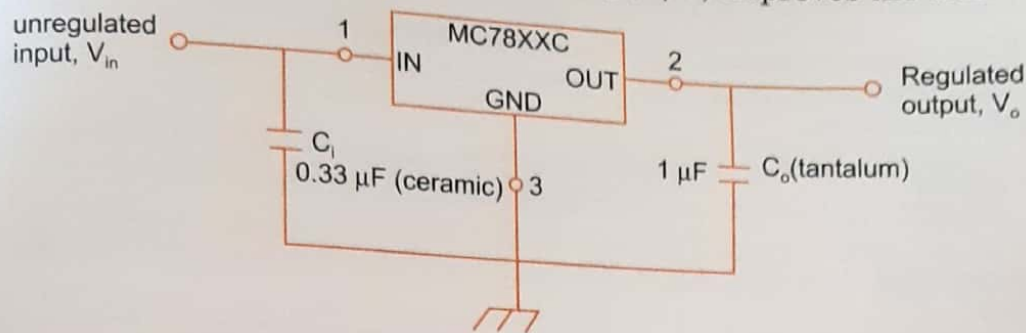 unregulated
input, Vin
1
MC78XXC
IN
OUT
GND
2
Regulated
output, Vo
Ci
0.33 μF (ceramic)
3
1 μF
Co(tantalum)